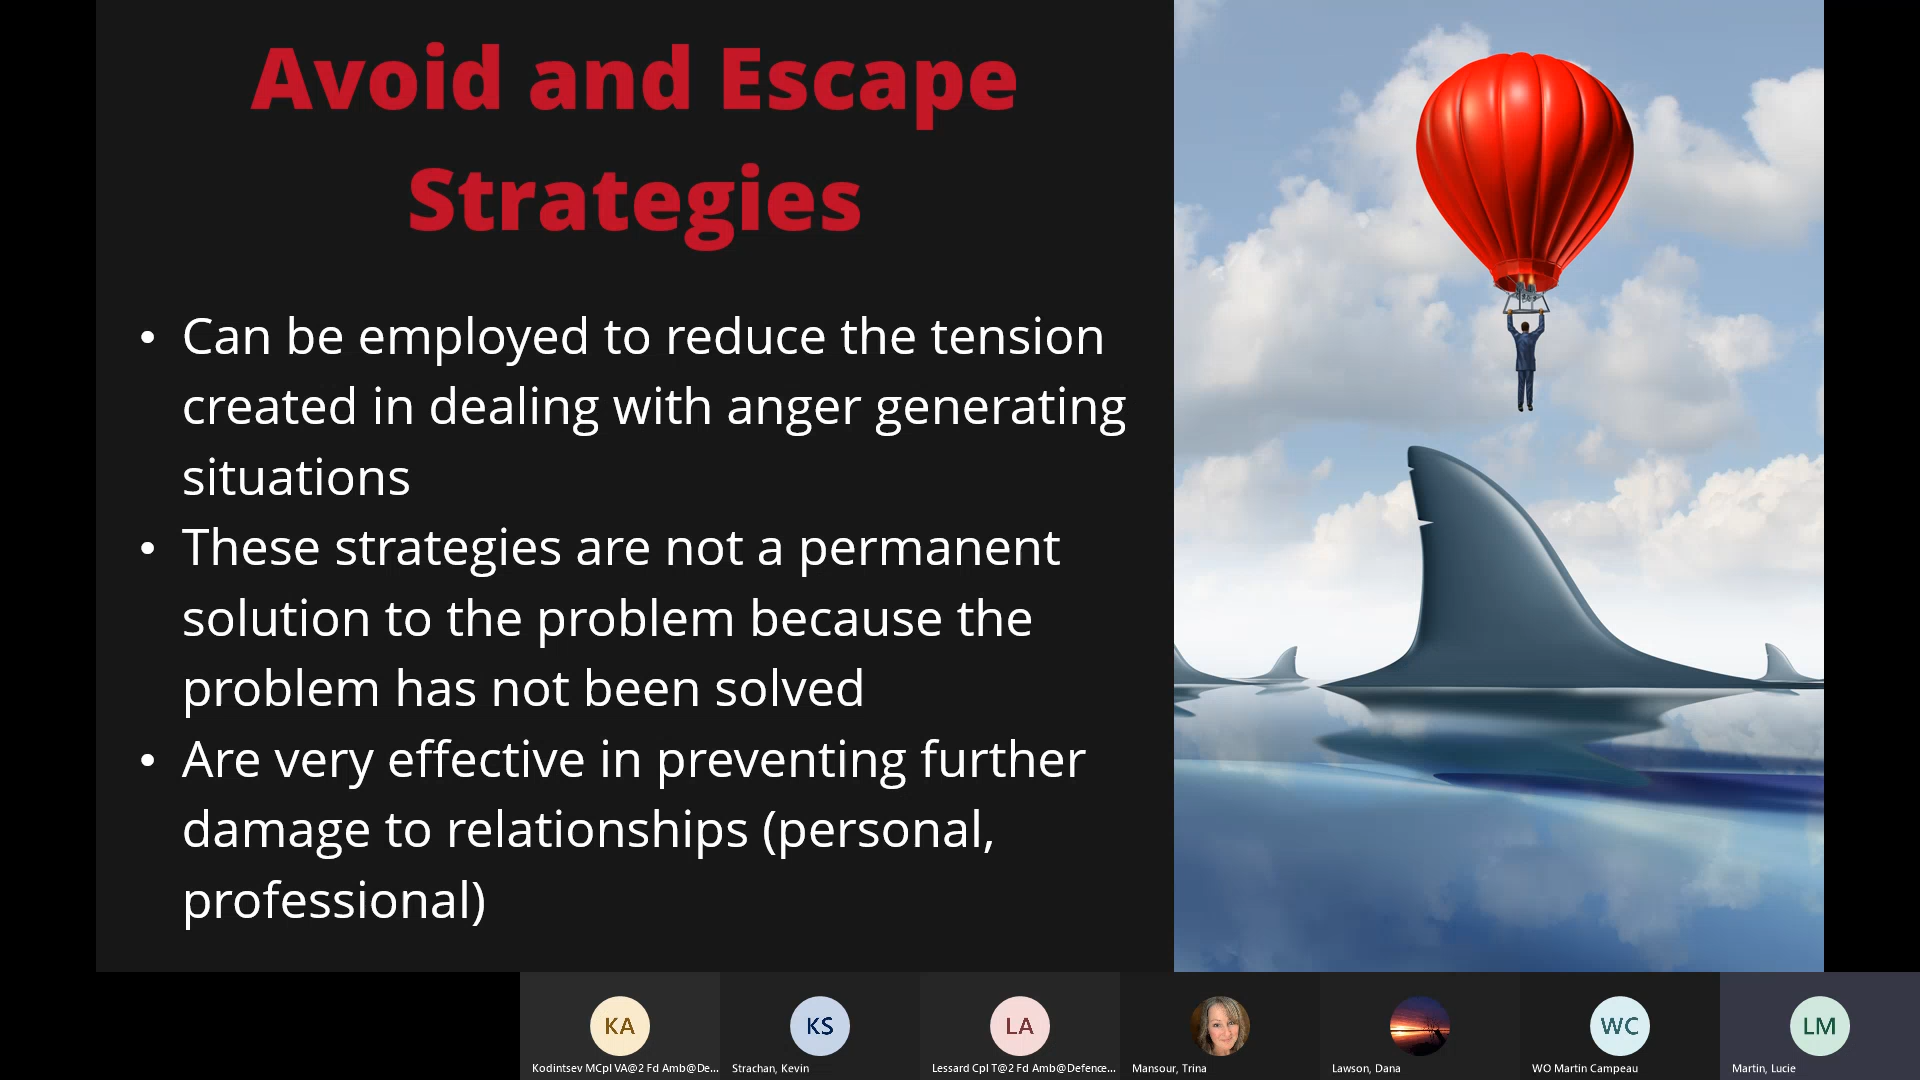 Avoid and Escape
Strategies
• Can be employed to reduce the tension
created in dealing with anger generating
situations
• These strategies are not a permanent
solution to the problem because the
problem has not been solved
• Are very effective in preventing further
damage to relationships (personal,
professional)
KA
KS
LA
WC
LM
Kodintsev MCpl VA@2 Fd Amb@De...
Strachan, Kevin
Lessard Cpl T@2 Fd Amb@Defence...
Mansour, Trina
Lawson, Dana
WO Martin Campeau
Martin, Lucie